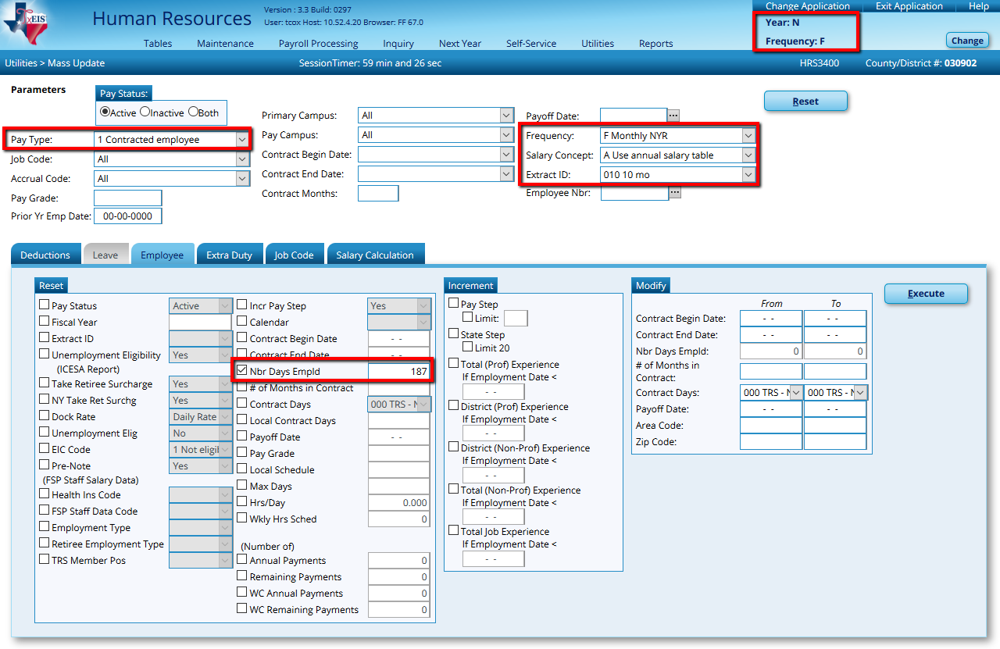 TxEIS
Human Resources
Version : 3.3 Build: 0297
User: tcox Host: 10.52.4.20 Browser: FF 67.0
Change Application Exit Application Help
Year: N
Frequency: F
Change
Tables Maintenance Payroll Processing Inquiry Next Year Self-Service Utilities Reports
Utilities > Mass Update SessionTimer: 59 min and 26 sec HRS3400 County/District #: 030902
Parameters
Pay Status:
Active Inactive Both
Pay Type: 1 Contracted employee
Job Code: All
Accrual Code: All
Pay Grade:
Prior Yr Emp Date: 00-00-0000
Primary Campus: All
Pay Campus: All
Contract Begin Date:
Contract End Date:
Contract Months:
Payoff Date: ...
Frequency: F Monthly NYR
Salary Concept: A Use annual salary table
Extract ID: 010 10 mo
Employee Nbr: ...
Reset
Deductions Leave Employee Extra Duty Job Code Salary Calculation
Reset
Pay Status Active
Fiscal Year
Extract ID
Unemployment Eligibility Yes
(ICESA Report)
Take Retiree Surcharge Yes
NY Take Ret Surchg Yes
Dock Rate Daily Rate
Unemployment Elig No
EIC Code 1 Not eligil
Pre-Note Yes
(FSP Staff Salary Data)
Health Ins Code
FSP Staff Data Code
Employment Type
Retiree Employment Type
TRS Member Pos
Incr Pay Step Yes
Calendar
Contract Begin Date - -
Contract End Date - -
Nbr Days Empld 187
# of Months in Contract
Contract Days 000 TRS - N
Local Contract Days
Payoff Date - -
Pay Grade
Local Schedule
Max Days
Hrs/Day 0.000
Wkly Hrs Sched 0
(Number of)
Annual Payments 0
Remaining Payments 0
WC Annual Payments 0
WC Remaining Payments 0
Increment
Pay Step
Limit:
State Step
Limit 20
Total (Prof) Experience
If Employment Date <
- -
District (Prof) Experience
If Employment Date <
- -
District (Non-Prof) Experience
If Employment Date <
- -
Total (Non-Prof) Experience
If Employment Date <
- -
Total Job Experience
If Employment Date <
- -
Modify
From To
Contract Begin Date: - - - -
Contract End Date: - - - -
Nbr Days Empld: 0 0
# of Months in
Contract:
Contract Days: 000 TRS - N 000 TRS - N
Payoff Date: - - - -
Area Code:
Zip Code:
Execute